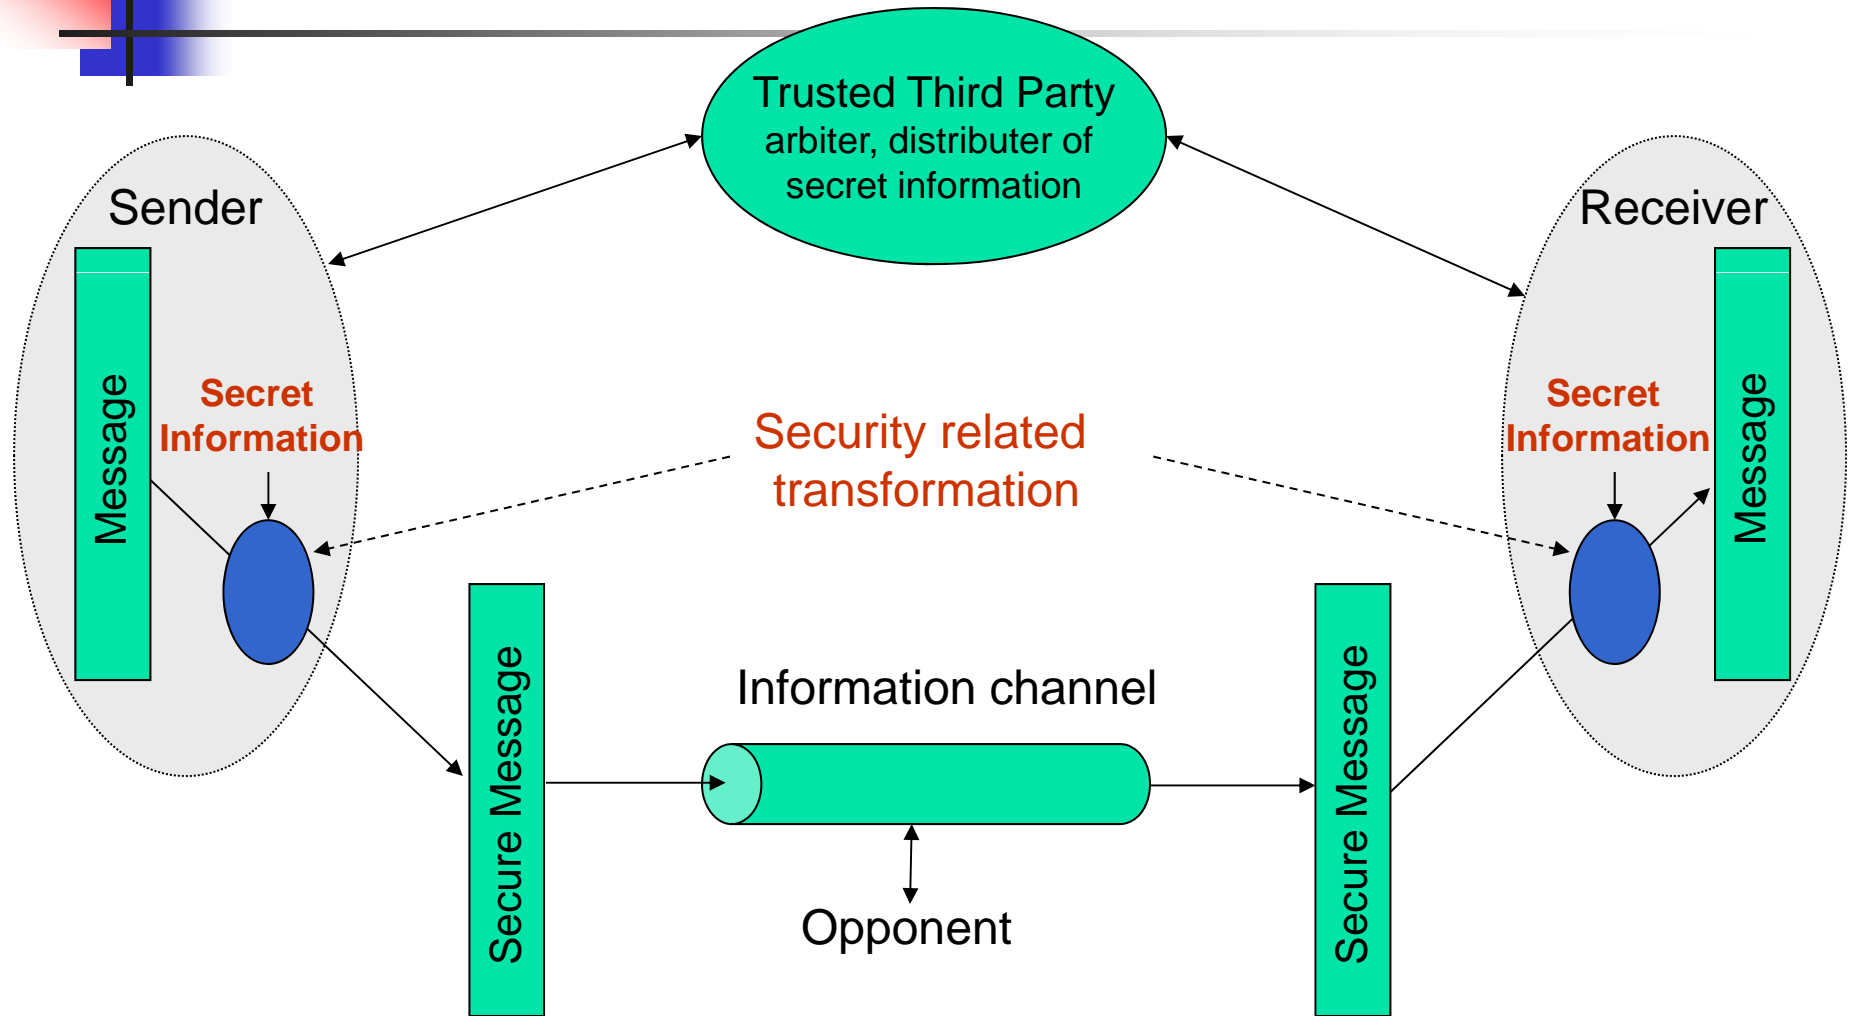 Trusted Third Party
arbiter, distributer of
secret information
Sender
Receiver
Message
Secret
Information
Security related
transformation
Secret
Information
Message
Secure Message
Information channel
Secure Message
Opponent